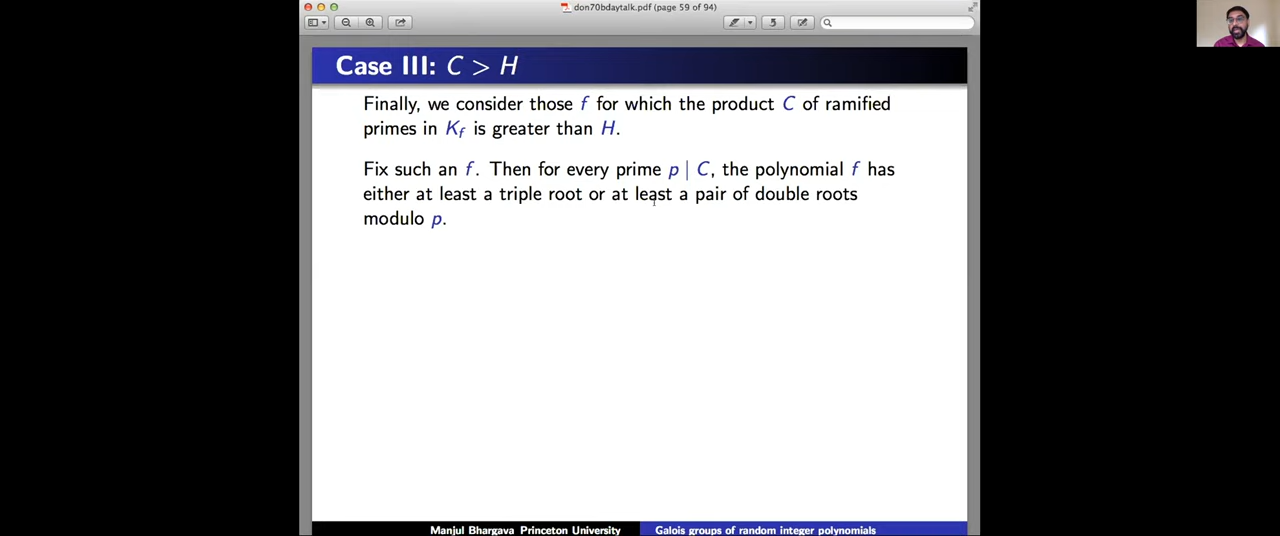 don70bdaytalk.pdf (page 59 of 94)
Case III: C > H
Finally, we consider those f for which the product C of ramified
primes in K_f is greater than H.
Fix such an f. Then for every prime p | C, the polynomial f has
either at least a triple root or at least a pair of double roots
modulo p.
Manjul Bhargava Princeton University
Galois groups of random integer polynomials